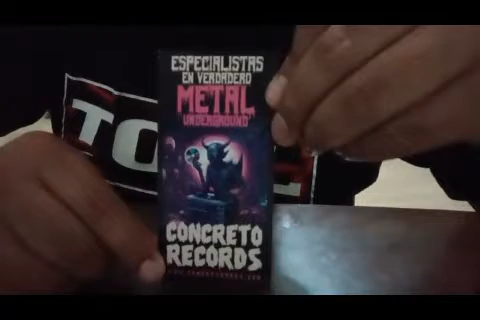 ESPECIALISTAS
EN VERDADERO
METAL
"UNDERGROUND"
CONCRETO
RECORDS